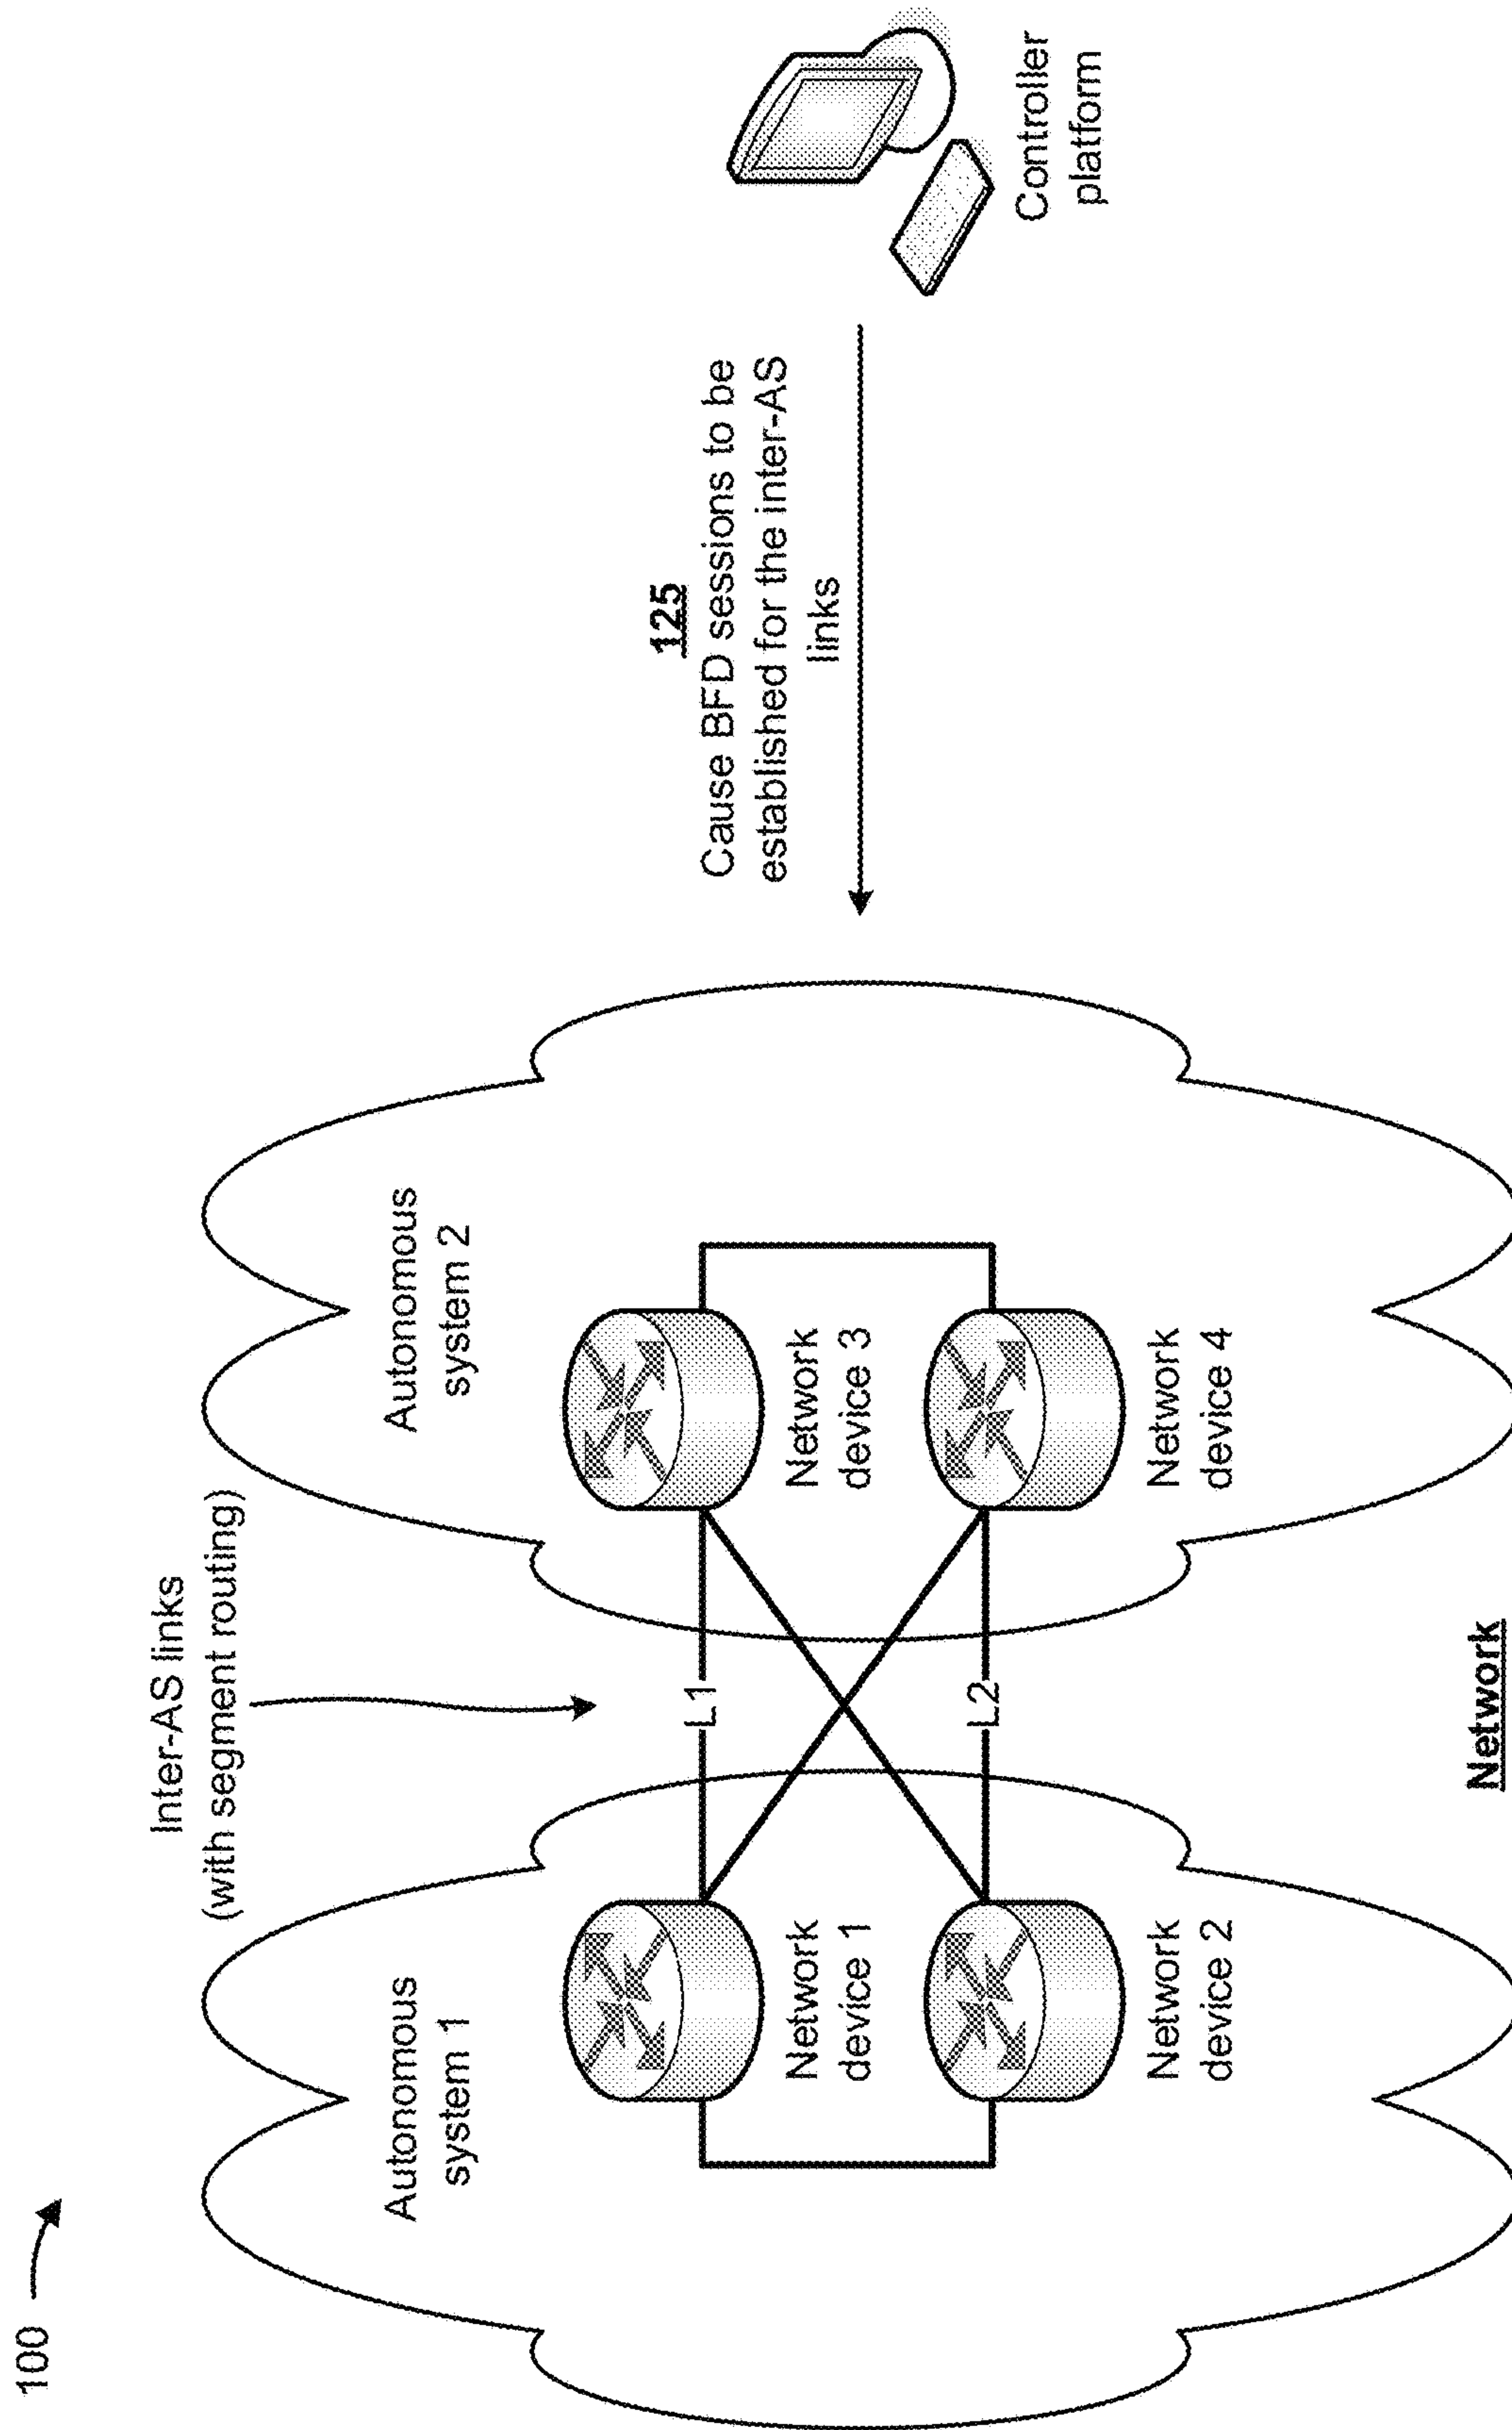 100
Inter-AS links
(with segment routing)
Autonomous
system 1
Autonomous
system 2
125
Cause BFD sessions to be
established for the inter-AS
links
L1
Network
device 1
Network
device 3
Controller
platform
L2
Network
device 2
Network
device 4
Network